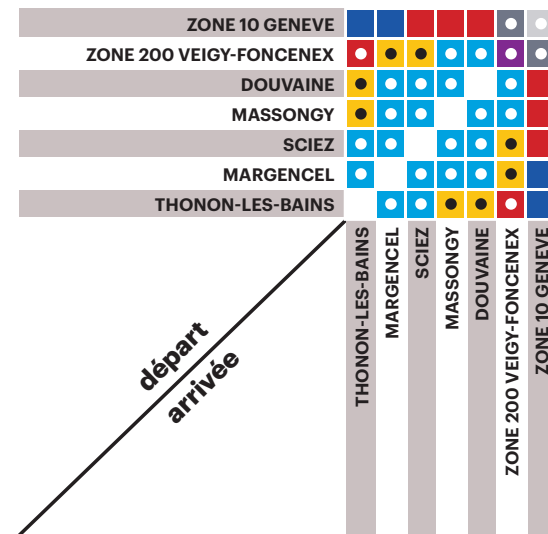 ZONE 10 GENEVE
ZONE 200 VEIGY-FONCENEX
DOUVAINE
MASSONGY
SCIEZ
MARGENCEL
THONON-LES-BAINS
départ
arrivée
THONON-LES-BAINS
MARGENCEL
SCIEZ
MASSONGY
DOUVAINE
ZONE 200 VEIGY-FONCENEX
ZONE 10 GENEVE